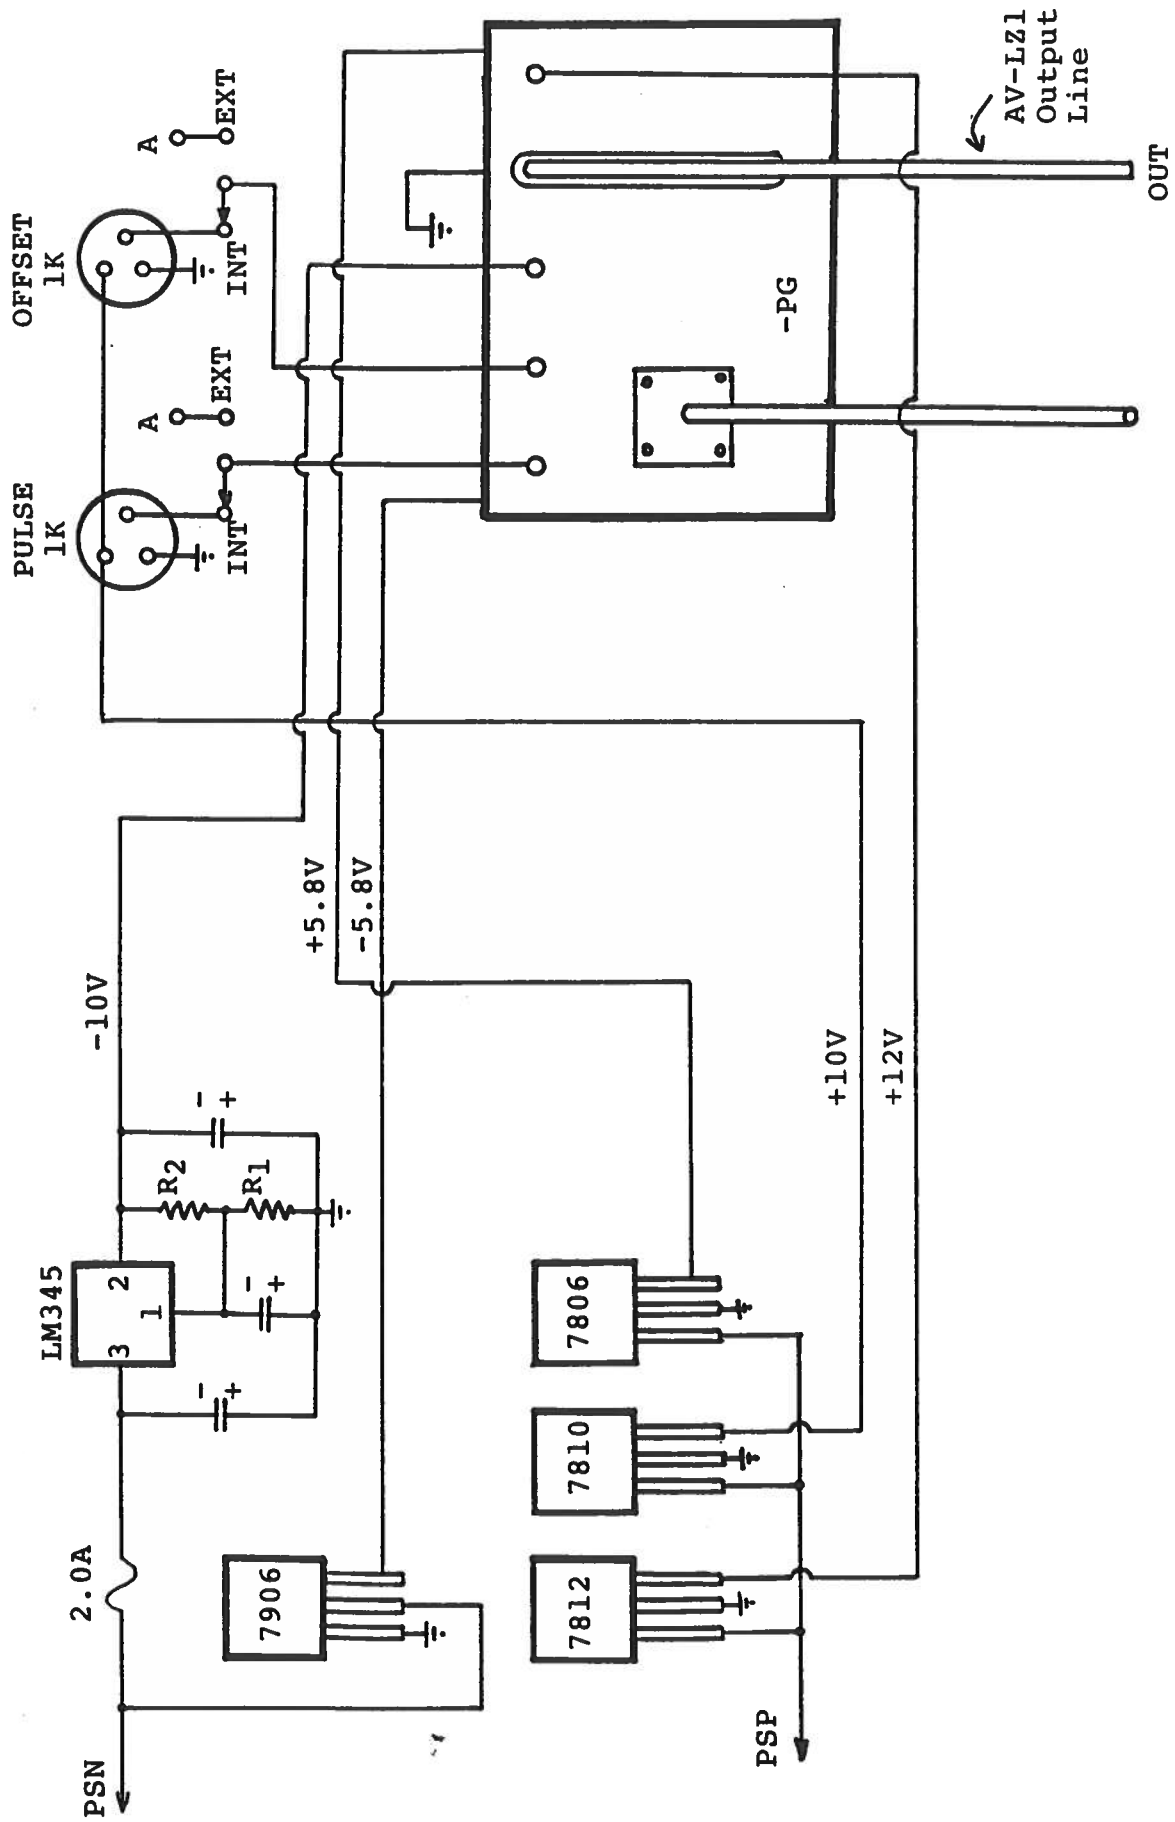 PSN
2.0A
LM345
3
2
1
-
+
-
+
R2
R1
-
+
-10V
7906
+5.8V
-5.8V
PULSE
1K
INT
A
EXT
OFFSET
1K
INT
A
EXT
PSP
7812
7810
7806
+10V
+12V
-PG
AV-LZ1
Output
Line
OUT